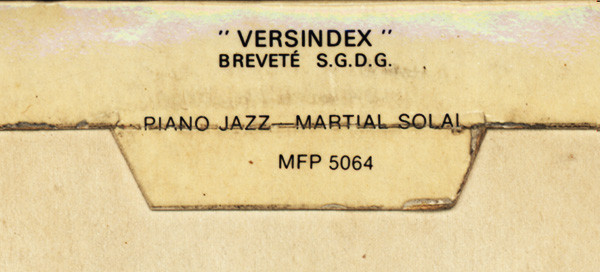 " VERSINDEX "
BREVETÉ S.G.D.G.
PIANO JAZZ—MARTIAL SOLAL
MFP 5064